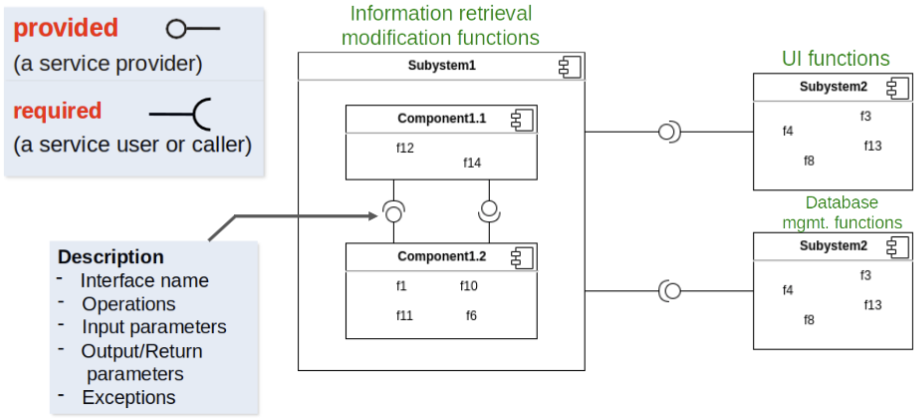 provided
(a service provider)
required
(a service user or caller)
Description
- Interface name
- Operations
- Input parameters
- Output/Return
parameters
- Exceptions
Information retrieval
modification functions
Subystem1
Component1.1
f12
f14
Component1.2
f1 f10
f11 f6
UI functions
Subystem2
f3
f4
f13
f8
Database
mgmt. functions
Subystem2
f3
f4
f13
f8